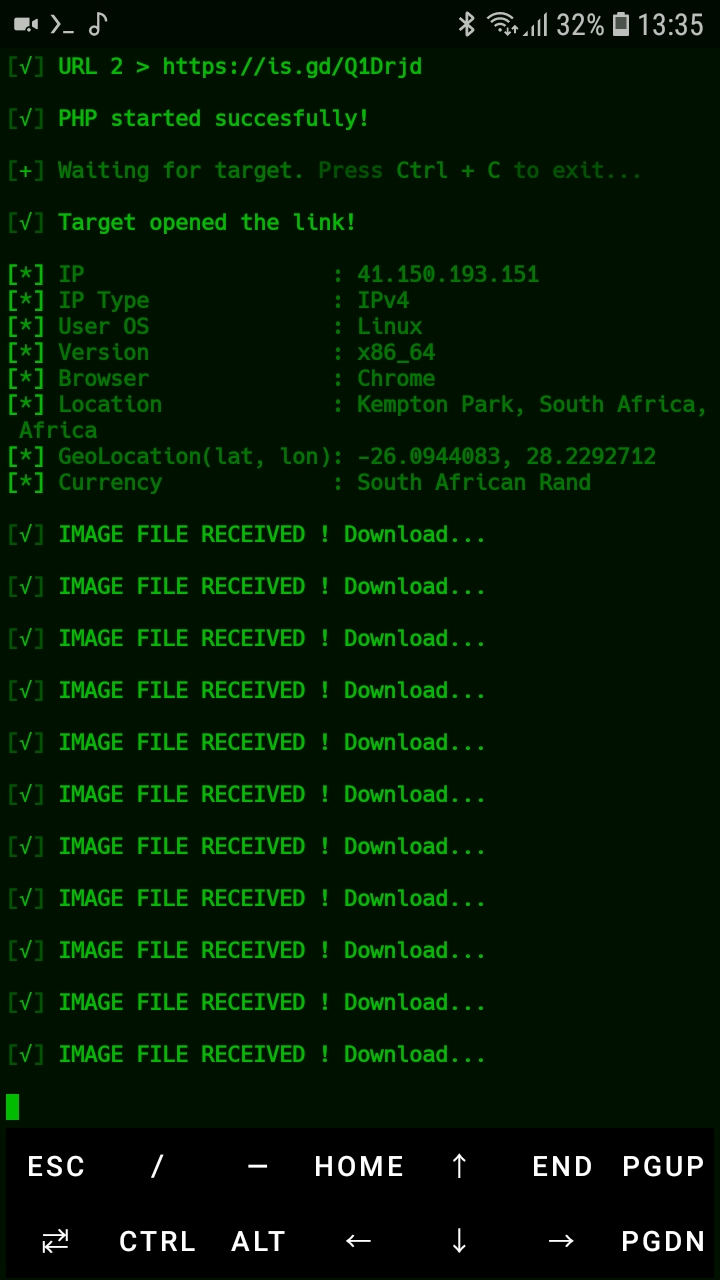 32% 13:35
[√] URL 2 > https://is.gd/Q1Drjd
[√] PHP started succesfully!
[+] Waiting for target. Press Ctrl + C to exit...
[√] Target opened the link!
[*] IP : 41.150.193.151
[*] IP Type : IPv4
[*] User OS : Linux
[*] Version : x86_64
[*] Browser : Chrome
[*] Location : Kempton Park, South Africa,
Africa
[*] GeoLocation(lat, lon): -26.0944083, 28.2292712
[*] Currency : South African Rand
[√] IMAGE FILE RECEIVED ! Download...
[√] IMAGE FILE RECEIVED ! Download...
[√] IMAGE FILE RECEIVED ! Download...
[√] IMAGE FILE RECEIVED ! Download...
[√] IMAGE FILE RECEIVED ! Download...
[√] IMAGE FILE RECEIVED ! Download...
[√] IMAGE FILE RECEIVED ! Download...
[√] IMAGE FILE RECEIVED ! Download...
[√] IMAGE FILE RECEIVED ! Download...
[√] IMAGE FILE RECEIVED ! Download...
[√] IMAGE FILE RECEIVED ! Download...
ESC / — HOME ↑ END PGUP
CTRL ALT ← ↓ → PGDN